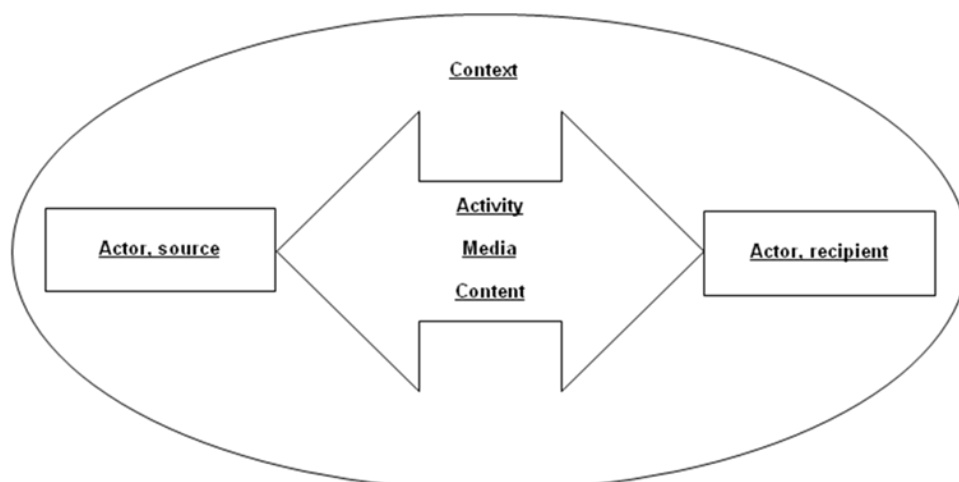 Context
Activity
Actor, source
Media
Actor, recipient
Content